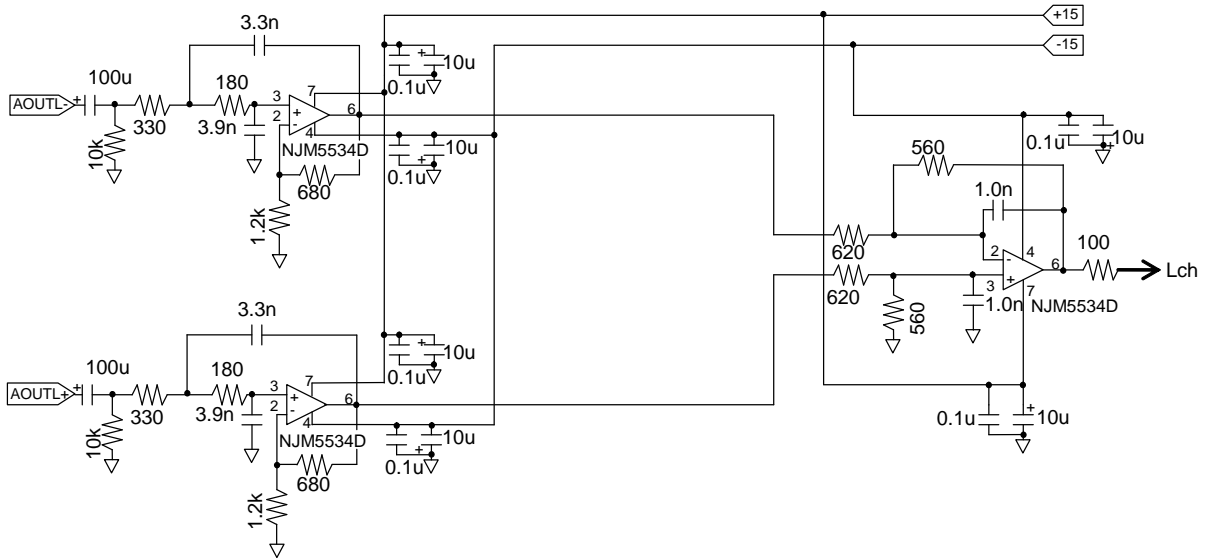 +15
-15
3.3n
10u
0.1u
100u
180
7
AOUTL-
+
330
3
2
+
-
6
4
3.9n
10k
NJM5534D
10u
0.1u
680
1.2k
10u
0.1u
560
1.0n
620
2
-
4
6
100
Lch
+
3
7
620
1.0n
NJM5534D
560
3.3n
10u
0.1u
100u
180
7
AOUTL+
+
330
3
2
+
-
6
4
3.9n
10k
NJM5534D
10u
0.1u
680
1.2k
0.1u
10u